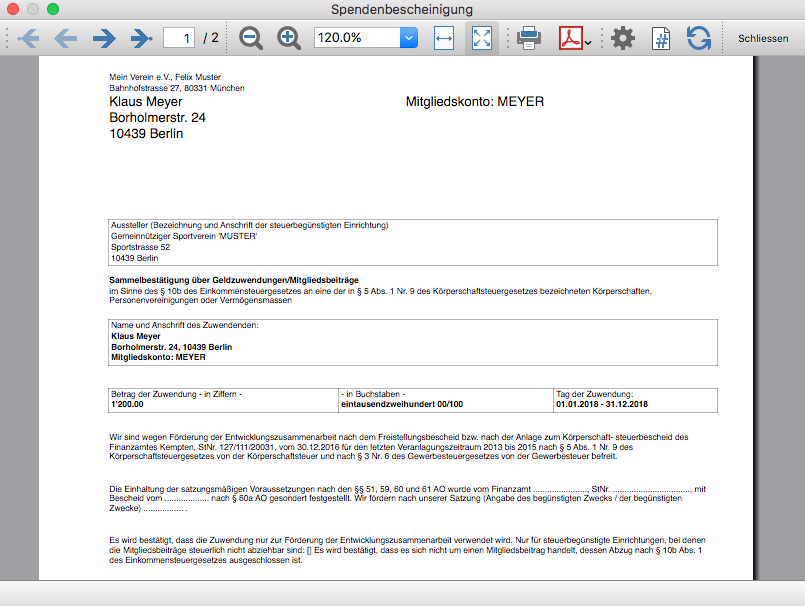 Spendenbescheinigung
1 / 2
120.0%
Schliessen
Mein Verein e.V., Felix Muster
Bahnhofstrasse 27, 80331 München
Klaus Meyer
Mitgliedskonto: MEYER
Borholmerstr. 24
10439 Berlin
Aussteller (Bezeichnung und Anschrift der steuerbegünstigten Einrichtung)
Gemeinnütziger Sportverein 'MUSTER'
Sportstrasse 52
10439 Berlin
Sammelbestätigung über Geldzuwendungen/Mitgliedsbeiträge
im Sinne des § 10b des Einkommensteuergesetzes an eine der in § 5 Abs. 1 Nr. 9 des Körperschaftsteuergesetzes bezeichneten Körperschaften,
Personenvereinigungen oder Vermögensmassen
Name und Anschrift des Zuwendenden:
Klaus Meyer
Borholmerstr. 24, 10439 Berlin
Mitgliedskonto: MEYER
Betrag der Zuwendung - in Ziffern -
1'200.00
- in Buchstaben -
eintausendzweihundert 00/100
Tag der Zuwendung:
01.01.2018 - 31.12.2018
Wir sind wegen Förderung der Entwicklungszusammenarbeit nach dem Freistellungsbescheid bzw. nach der Anlage zum Körperschaft- steuerbescheid des
Finanzamtes Kempten, StNr. 127/111/20031, vom 30.12.2016 für den letzten Veranlagungszeitraum 2013 bis 2015 nach § 5 Abs. 1 Nr. 9 des
Körperschaftsteuergesetzes von der Körperschaftsteuer und nach § 3 Nr. 6 des Gewerbesteuergesetzes von der Gewerbesteuer befreit.
Die Einhaltung der satzungsmäßigen Voraussetzungen nach den §§ 51, 59, 60 und 61 AO wurde vom Finanzamt ........................, StNr. ..................................., mit
Bescheid vom .................... nach § 60a AO gesondert festgestellt. Wir fördern nach unserer Satzung (Angabe des begünstigten Zwecks / der begünstigten
Zwecke) ................. .
Es wird bestätigt, dass die Zuwendung nur zur Förderung der Entwicklungszusammenarbeit verwendet wird. Nur für steuerbegünstigte Einrichtungen, bei denen
die Mitgliedsbeiträge steuerlich nicht abziehbar sind: [] Es wird bestätigt, dass es sich nicht um einen Mitgliedsbeitrag handelt, dessen Abzug nach § 10b Abs. 1
des Einkommensteuergesetzes ausgeschlossen ist.